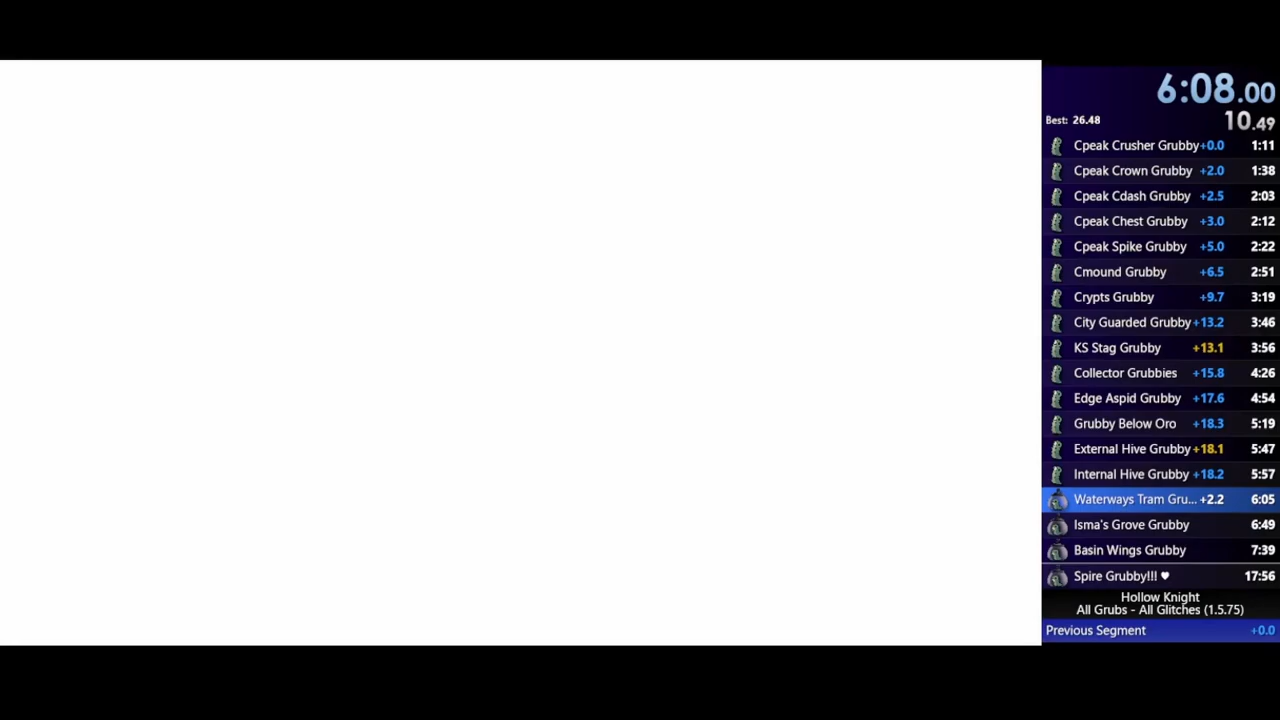 6:08.00
Best: 26.48 10.49
Cpeak Crusher Grubby +0.0 1:11
Cpeak Crown Grubby +2.0 1:38
Cpeak Cdash Grubby +2.5 2:03
Cpeak Chest Grubby +3.0 2:12
Cpeak Spike Grubby +5.0 2:22
Cmound Grubby +6.5 2:51
Crypts Grubby +9.7 3:19
City Guarded Grubby +13.2 3:46
KS Stag Grubby +13.1 3:56
Collector Grubbies +15.8 4:26
Edge Aspid Grubby +17.6 4:54
Grubby Below Oro +18.3 5:19
External Hive Grubby +18.1 5:47
Internal Hive Grubby +18.2 5:57
Waterways Tram Gru... +2.2 6:05
Isma's Grove Grubby 6:49
Basin Wings Grubby 7:39
Spire Grubby!!! ♥ 17:56
Hollow Knight
All Grubs - All Glitches (1.5.75)
Previous Segment +0.0